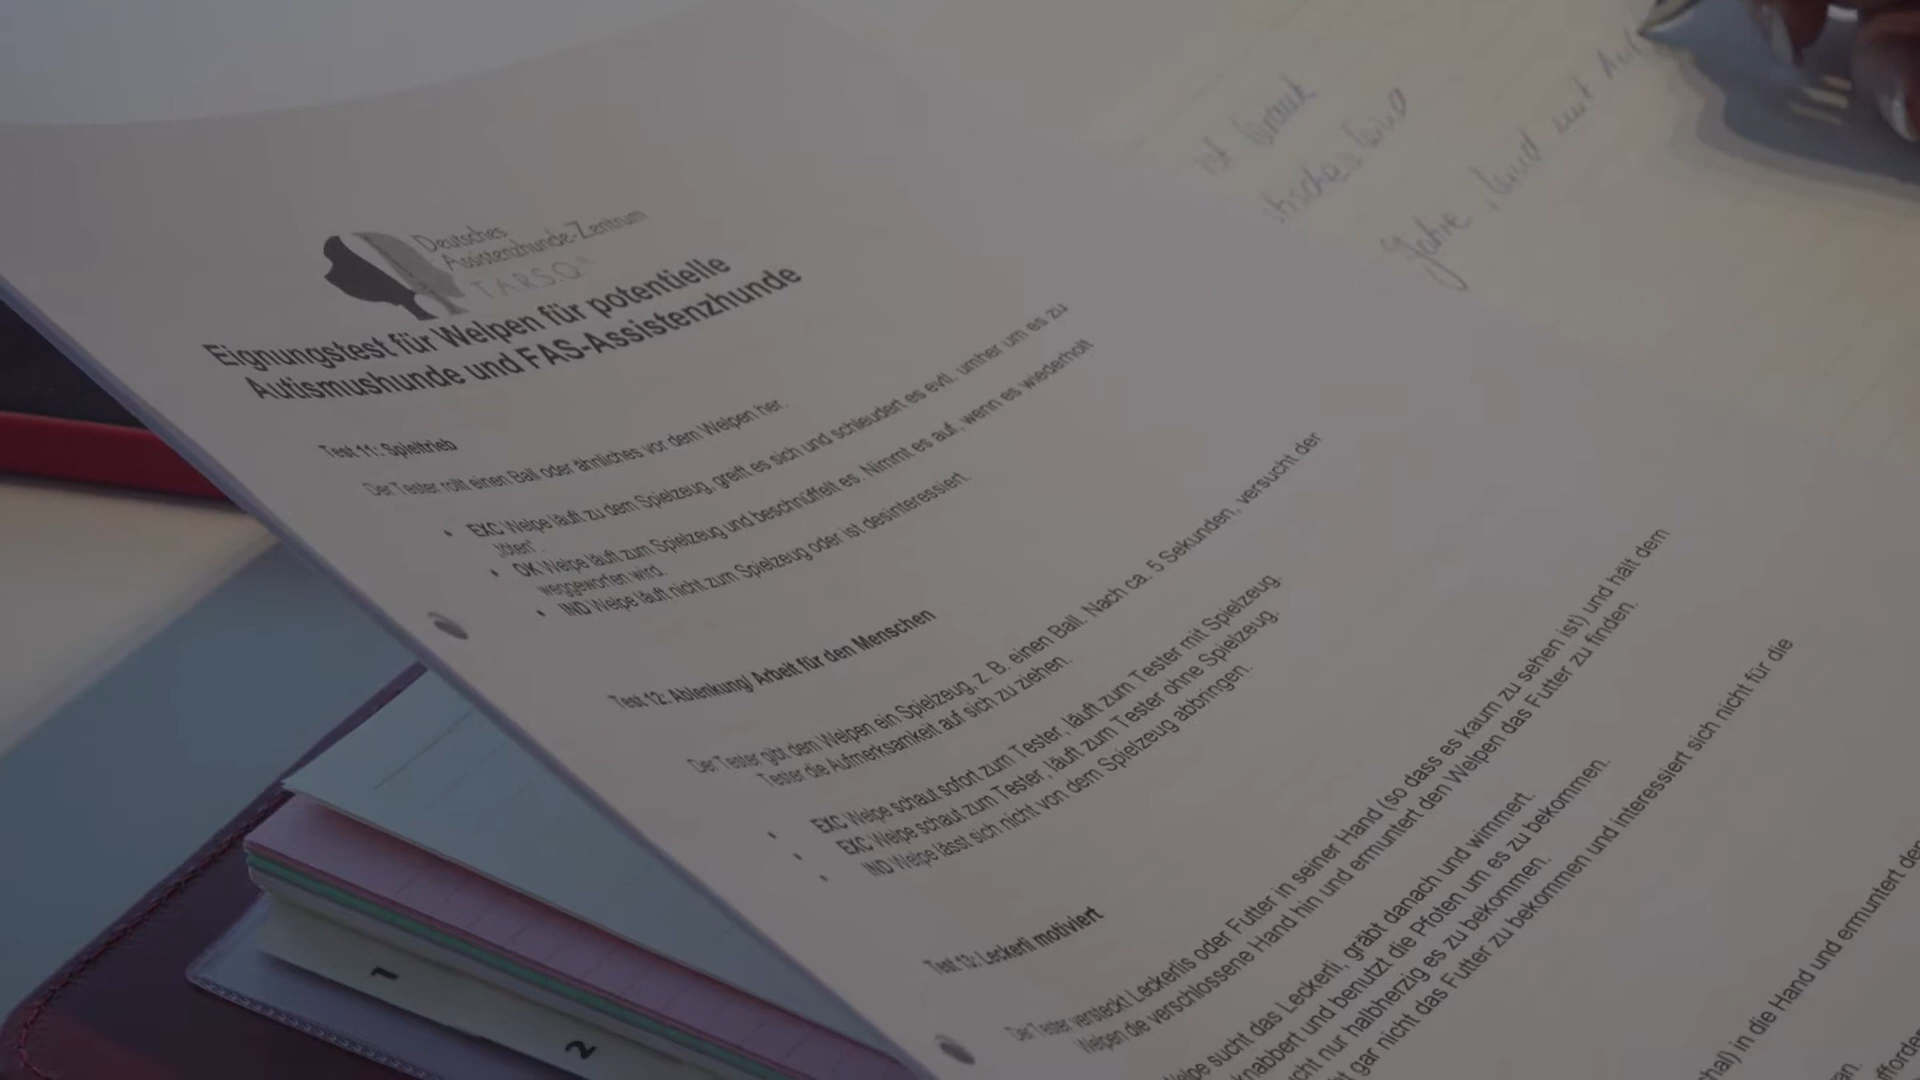 Deutsches
Assistenzhunde-Zentrum
T.A.R.S.Q.®
Eignungstest für Welpen für potentielle
Autismushunde und FAS-Assistenzhunde
Test 11: Spieltrieb
Der Tester rollt einen Ball oder ähnliches vor dem Welpen her.
• EXC Welpe läuft zu dem Spielzeug, greift es sich und schleudert es evtl. umher um es zu
„töten“.
• OK Welpe läuft zum Spielzeug und beschnüffelt es. Nimmt es auf, wenn es wiederholt
weggeworfen wird.
• IND Welpe läuft nicht zum Spielzeug oder ist desinteressiert.
Test 12: Ablenkung/ Arbeit für den Menschen
Der Tester gibt dem Welpen ein Spielzeug, z. B. einen Ball. Nach ca. 5 Sekunden, versucht der
Tester die Aufmerksamkeit auf sich zu ziehen.
• EXC Welpe schaut sofort zum Tester, läuft zum Tester mit Spielzeug.
• EXC Welpe schaut zum Tester, läuft zum Tester ohne Spielzeug.
• IND Welpe lässt sich nicht von dem Spielzeug abbringen.
Test 13: Leckerli motiviert
Der Tester versteckt Leckerlis oder Futter in seiner Hand (so dass es kaum zu sehen ist) und hält dem
Welpen die verschlossene Hand hin und ermuntert den Welpen das Futter zu finden.
sucht das Leckerli, gräbt danach und wimmert.
knabbert und benutzt die Pfoten um es zu bekommen.
nur halbherzig es zu bekommen.
gar nicht das Futter zu bekommen und interessiert sich nicht für die
in die Hand und ermuntert
ist
Jahre,
1
2